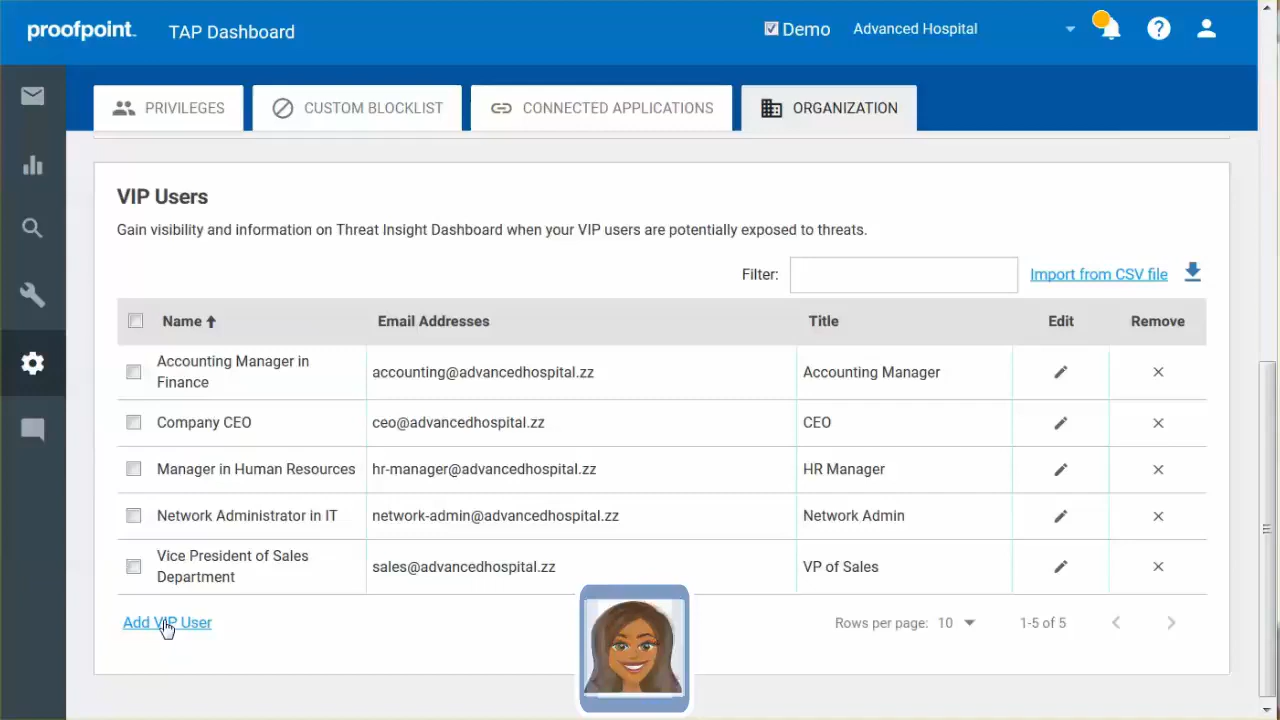 proofpoint. TAP Dashboard Demo Advanced Hospital
PRIVILEGES CUSTOM BLOCKLIST CONNECTED APPLICATIONS ORGANIZATION
VIP Users
Gain visibility and information on Threat Insight Dashboard when your VIP users are potentially exposed to threats.
Filter: Import from CSV file
Name Email Addresses Title Edit Remove
Accounting Manager in
Finance
accounting@advancedhospital.zz Accounting Manager
Company CEO ceo@advancedhospital.zz CEO
Manager in Human Resources hr-manager@advancedhospital.zz HR Manager
Network Administrator in IT network-admin@advancedhospital.zz Network Admin
Vice President of Sales
Department
sales@advancedhospital.zz VP of Sales
Add VIP User Rows per page: 10 1-5 of 5